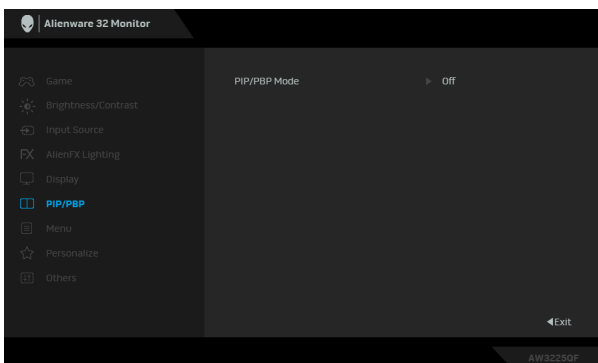 Alienware 32 Monitor
Game
PIP/PBP Mode Off
Brightness/Contrast
Input Source
FX AlienFX Lighting
Display
PIP/PBP
Menu
Personalize
Others
Exit
AW3225QF